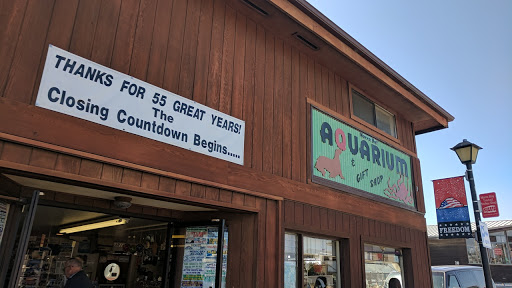 THANKS FOR 55 GREAT YEARS!
The
Closing Countdown Begins.....
AQUARIUM
& GIFT SHOP
FREEDOM